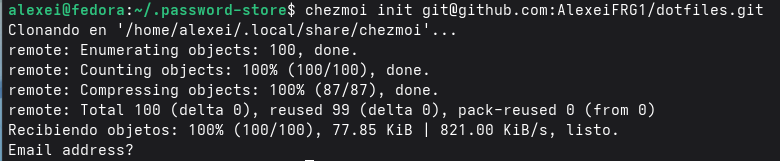 alexei@fedora:~/.password-store$ chezmoi init git@github.com:AlexeiFRG1/dotfiles.git
Clonando en '/home/alexei/.local/share/chezmoi'...
remote: Enumerating objects: 100, done.
remote: Counting objects: 100% (100/100), done.
remote: Compressing objects: 100% (87/87), done.
remote: Total 100 (delta 0), reused 99 (delta 0), pack-reused 0 (from 0)
Recibiendo objetos: 100% (100/100), 77.85 KiB | 821.00 KiB/s, listo.
Email address?